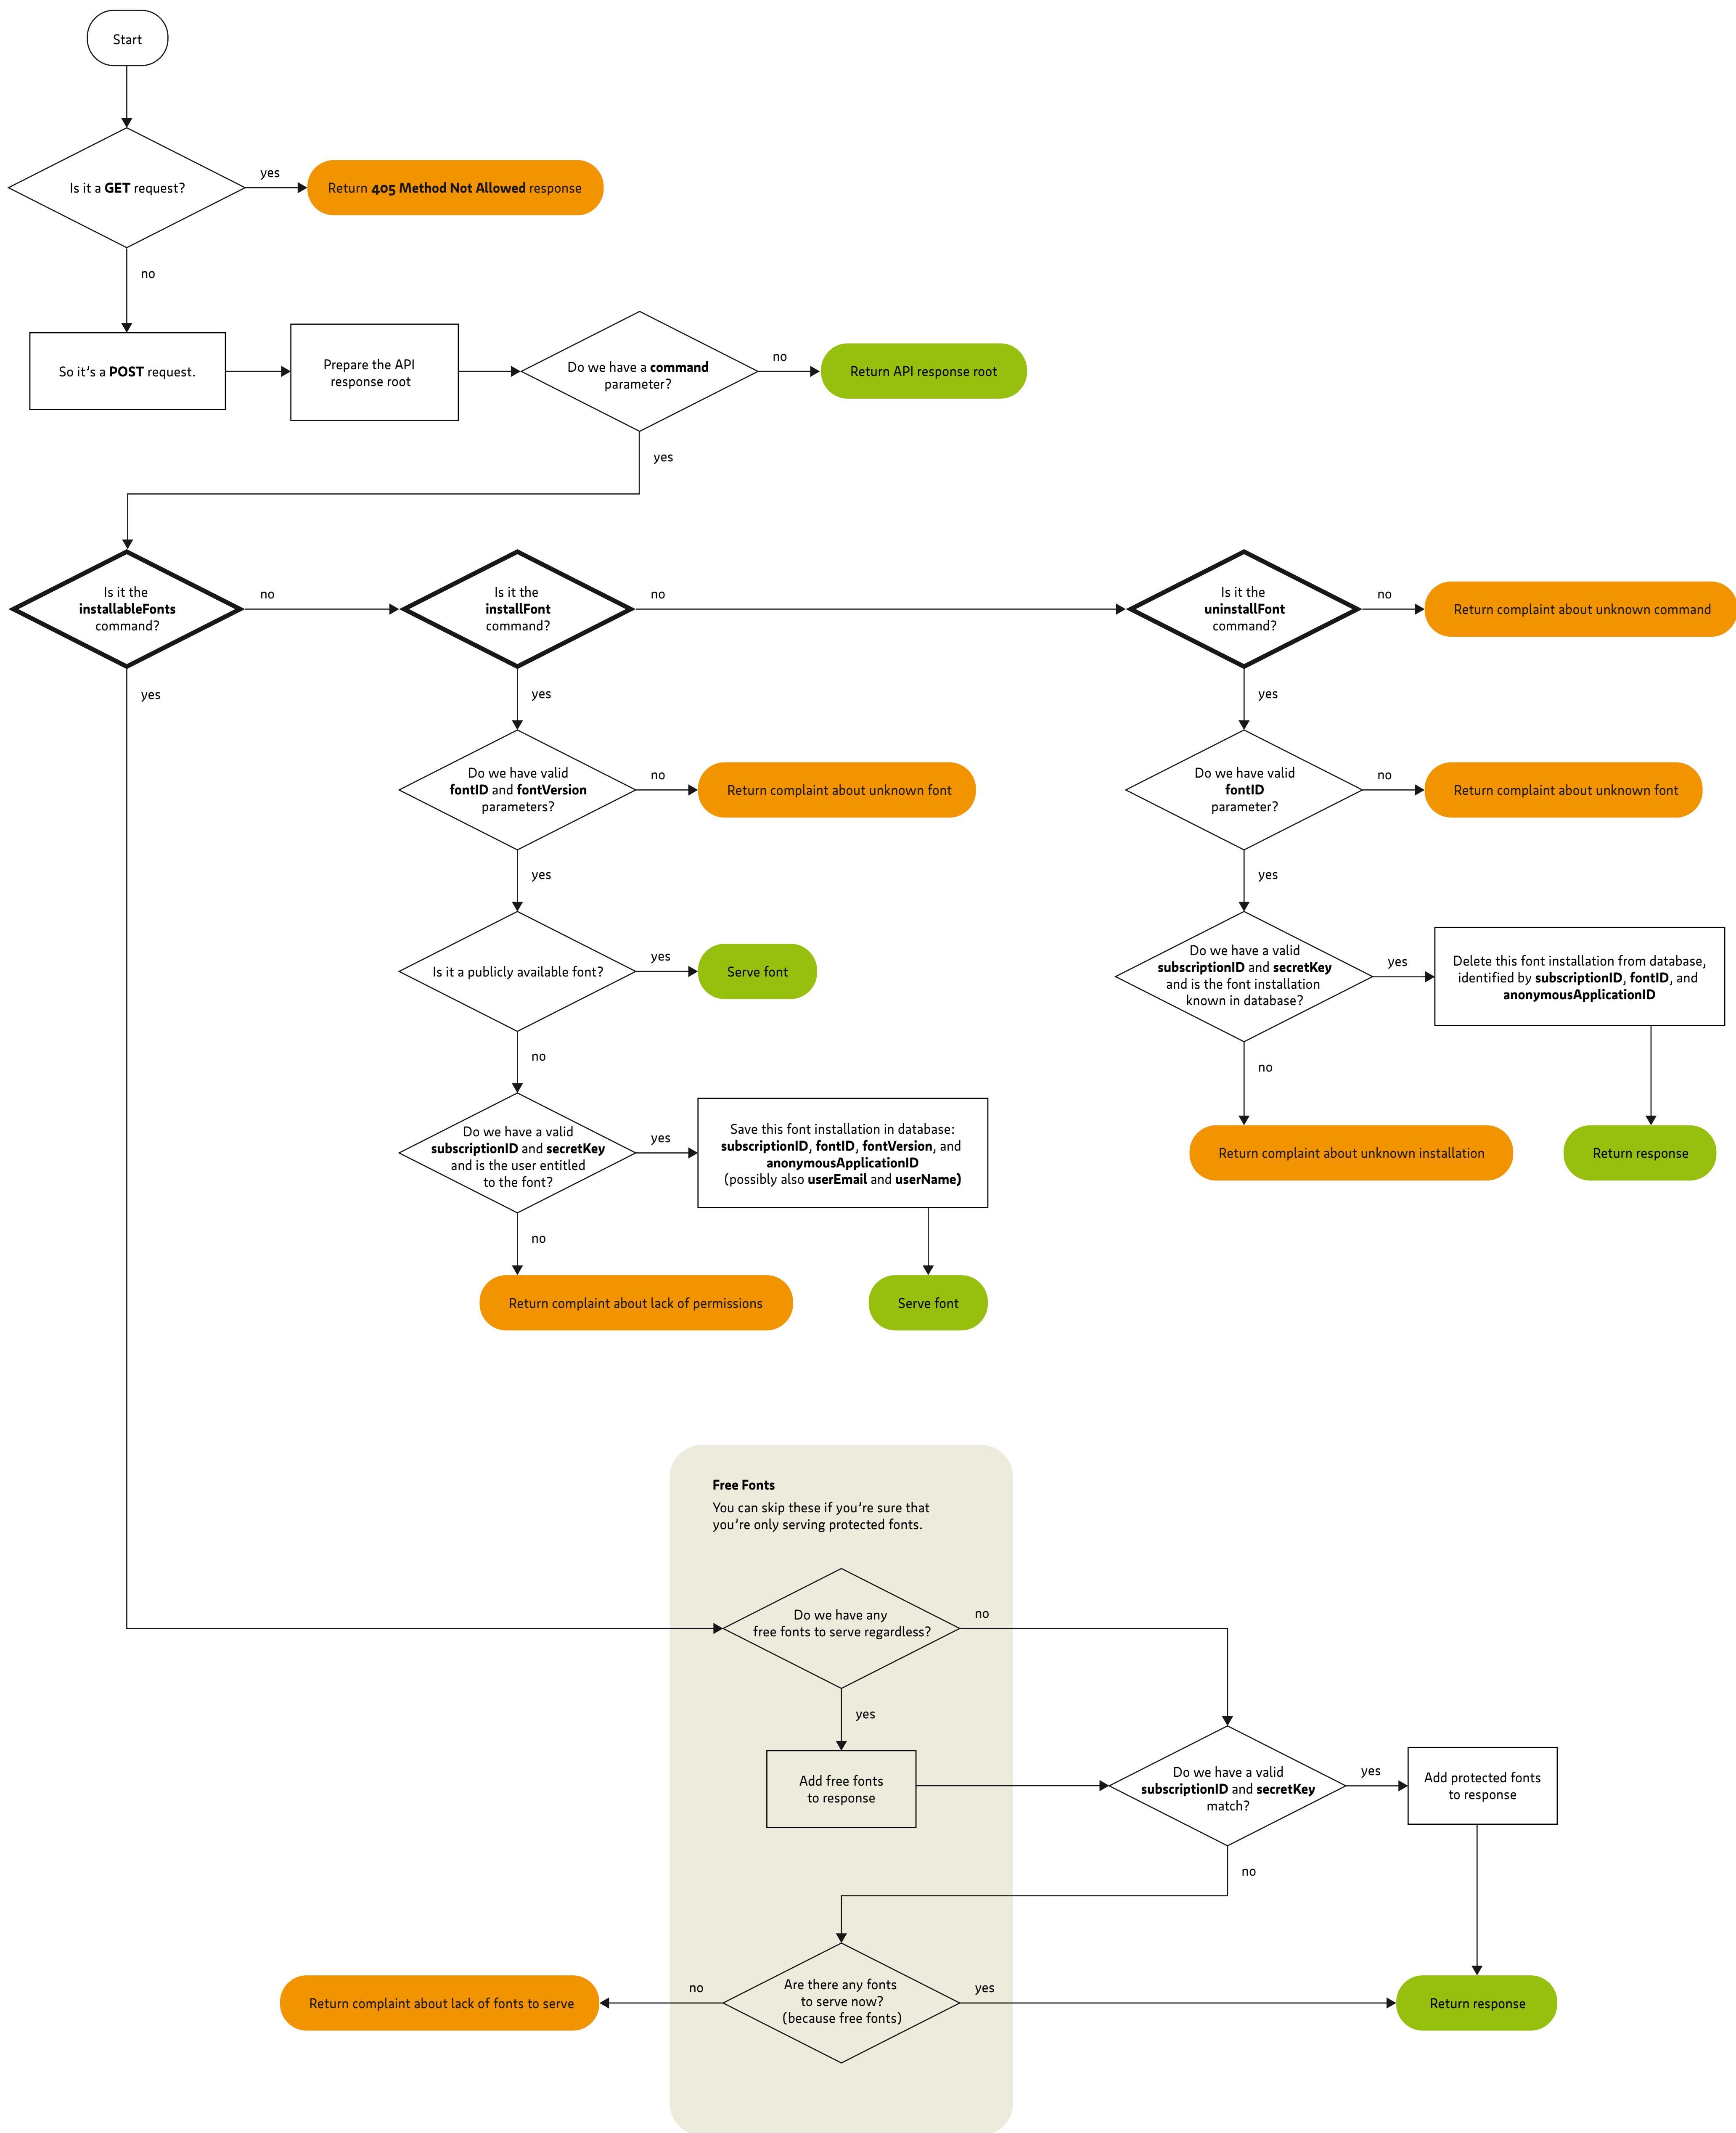 Start
Is it a GET request?
yes
Return 405 Method Not Allowed response
no
So it’s a POST request.
Prepare the API
response root
Do we have a command
parameter?
no
Return API response root
yes
Is it the
installableFonts
command?
no
Is it the
installFont
command?
no
Is it the
uninstallFont
command?
no
Return complaint about unknown command
yes
yes
yes
Do we have valid
fontID and fontVersion
parameters?
no
Return complaint about unknown font
Do we have valid
fontID
parameter?
no
Return complaint about unknown font
yes
yes
Is it a publicly available font?
yes
Serve font
Do we have a valid
subscriptionID and secretKey
and is the font installation
known in database?
yes
Delete this font installation from database,
identified by subscriptionID, fontID, and
anonymousApplicationID
no
no
Do we have a valid
subscriptionID and secretKey
and is the user entitled
to the font?
yes
Save this font installation in database:
subscriptionID, fontID, fontVersion, and
anonymousApplicationID
(possibly also userEmail and userName)
Return complaint about unknown installation
Return response
no
Return complaint about lack of permissions
Serve font
Free Fonts
You can skip these if you’re sure that
you’re only serving protected fonts.
Do we have any
free fonts to serve regardless?
no
yes
Add free fonts
to response
Do we have a valid
subscriptionID and secretKey
match?
yes
Add protected fonts
to response
no
Are there any fonts
to serve now?
(because free fonts)
no
Return complaint about lack of fonts to serve
yes
Return response